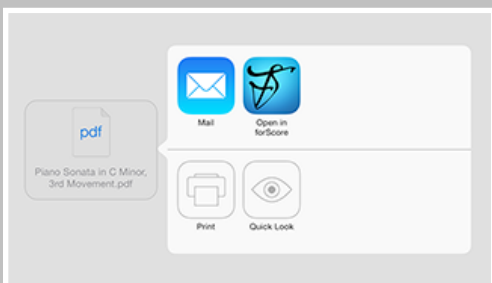 pdf
Piano Sonata in C Minor,
3rd Movement.pdf
Mail
Open in
forScore
Print
Quick Look